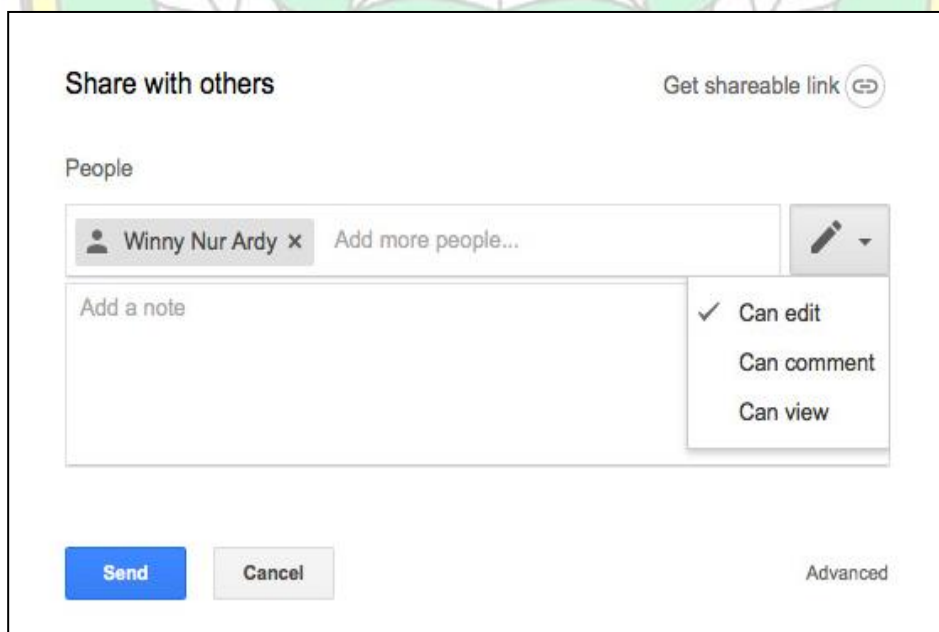 Share with others
Get shareable link
People
Winny Nur Ardy × Add more people...
Add a note
Can edit
Can comment
Can view
Send
Cancel
Advanced